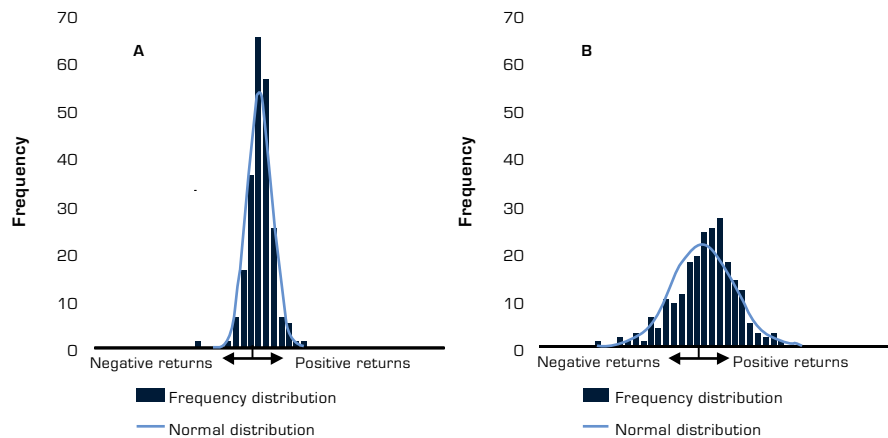 70
60
50
40
30
20
10
0
Frequency
A
Negative returns
Positive returns
Frequency distribution
Normal distribution
70
60
50
40
30
20
10
0
Frequency
B
Negative returns
Positive returns
Frequency distribution
Normal distribution